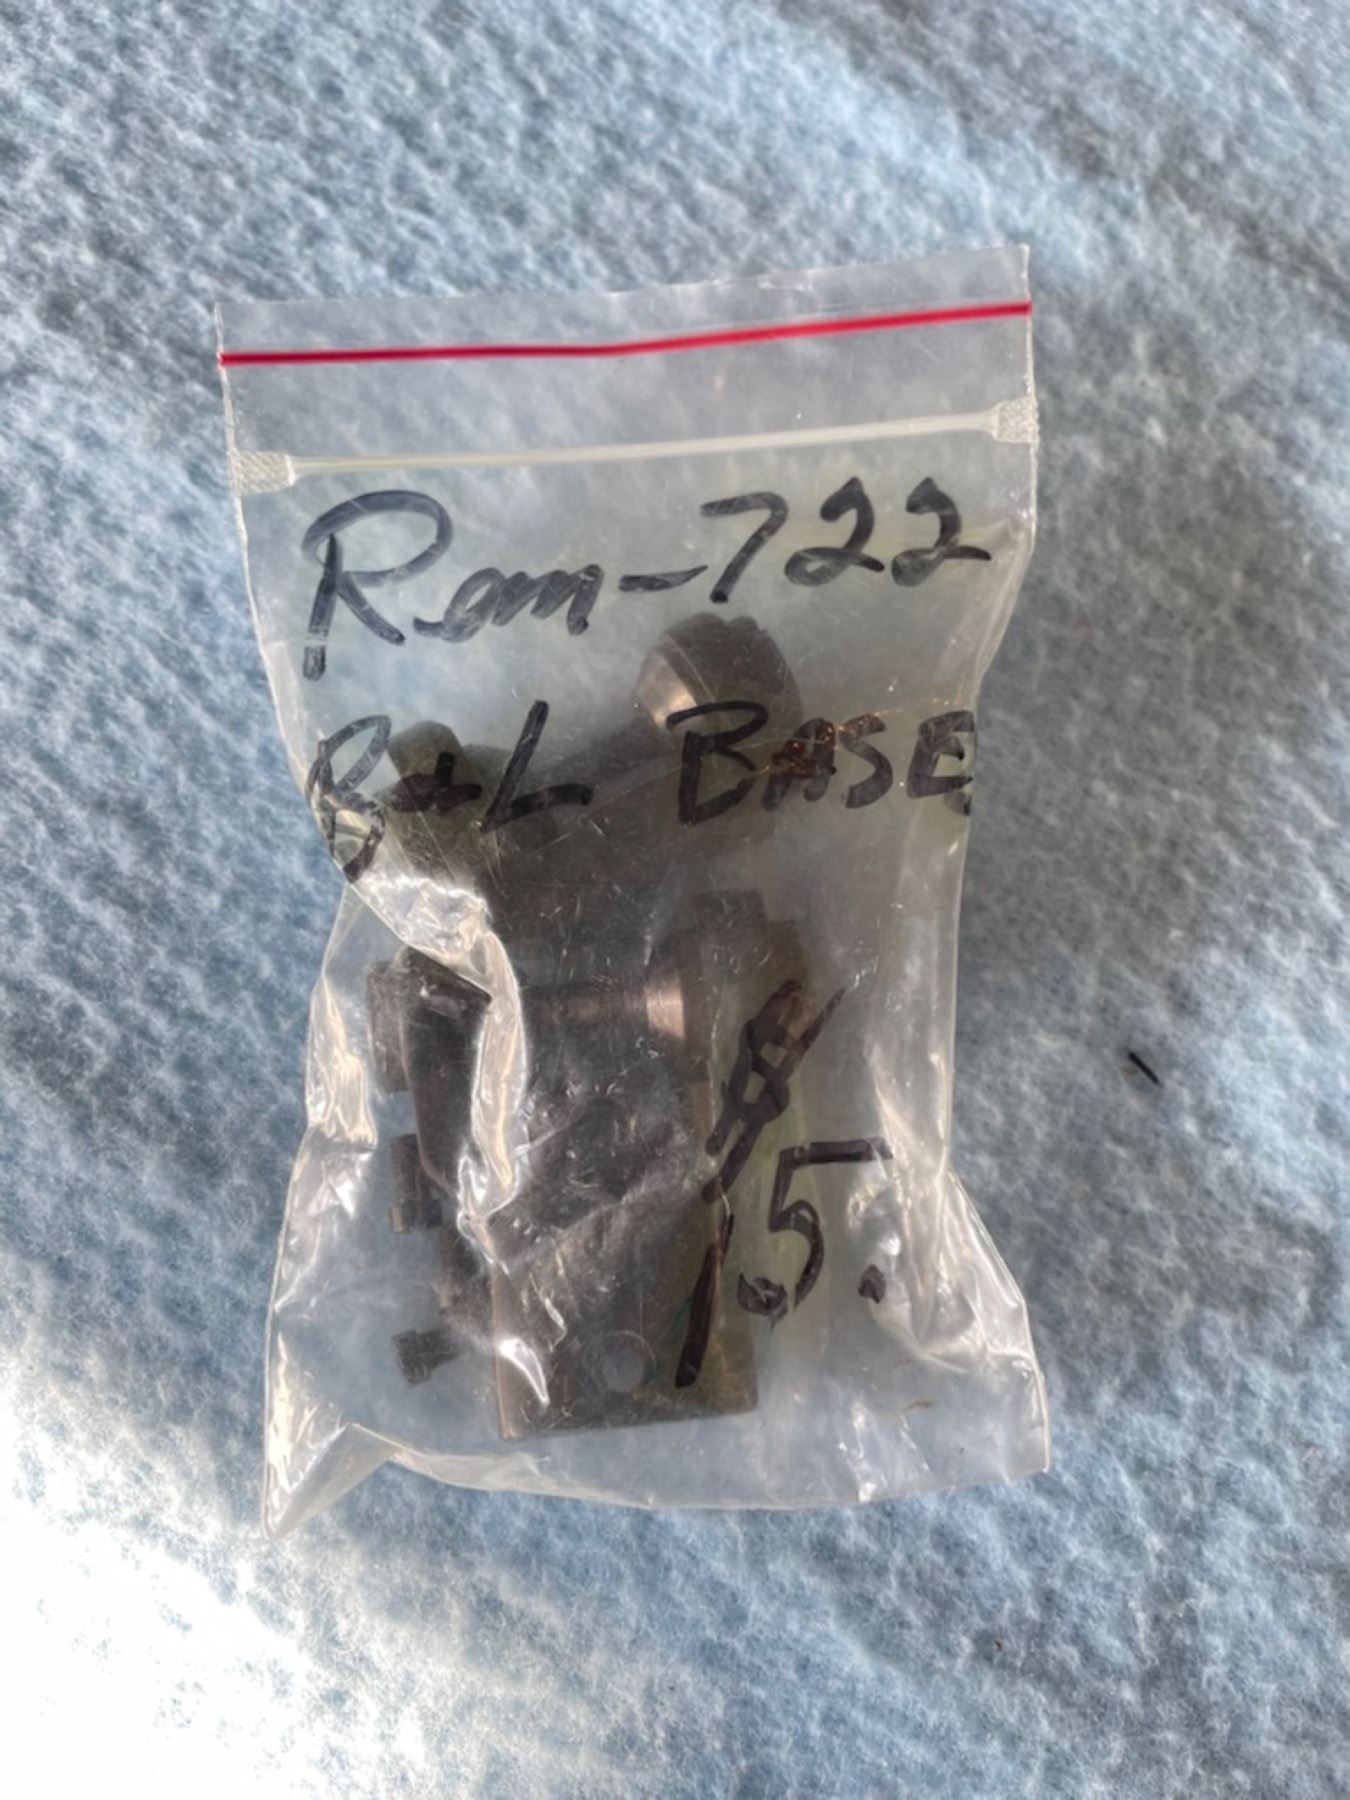 Rem-722
B&L BASE
$
15.